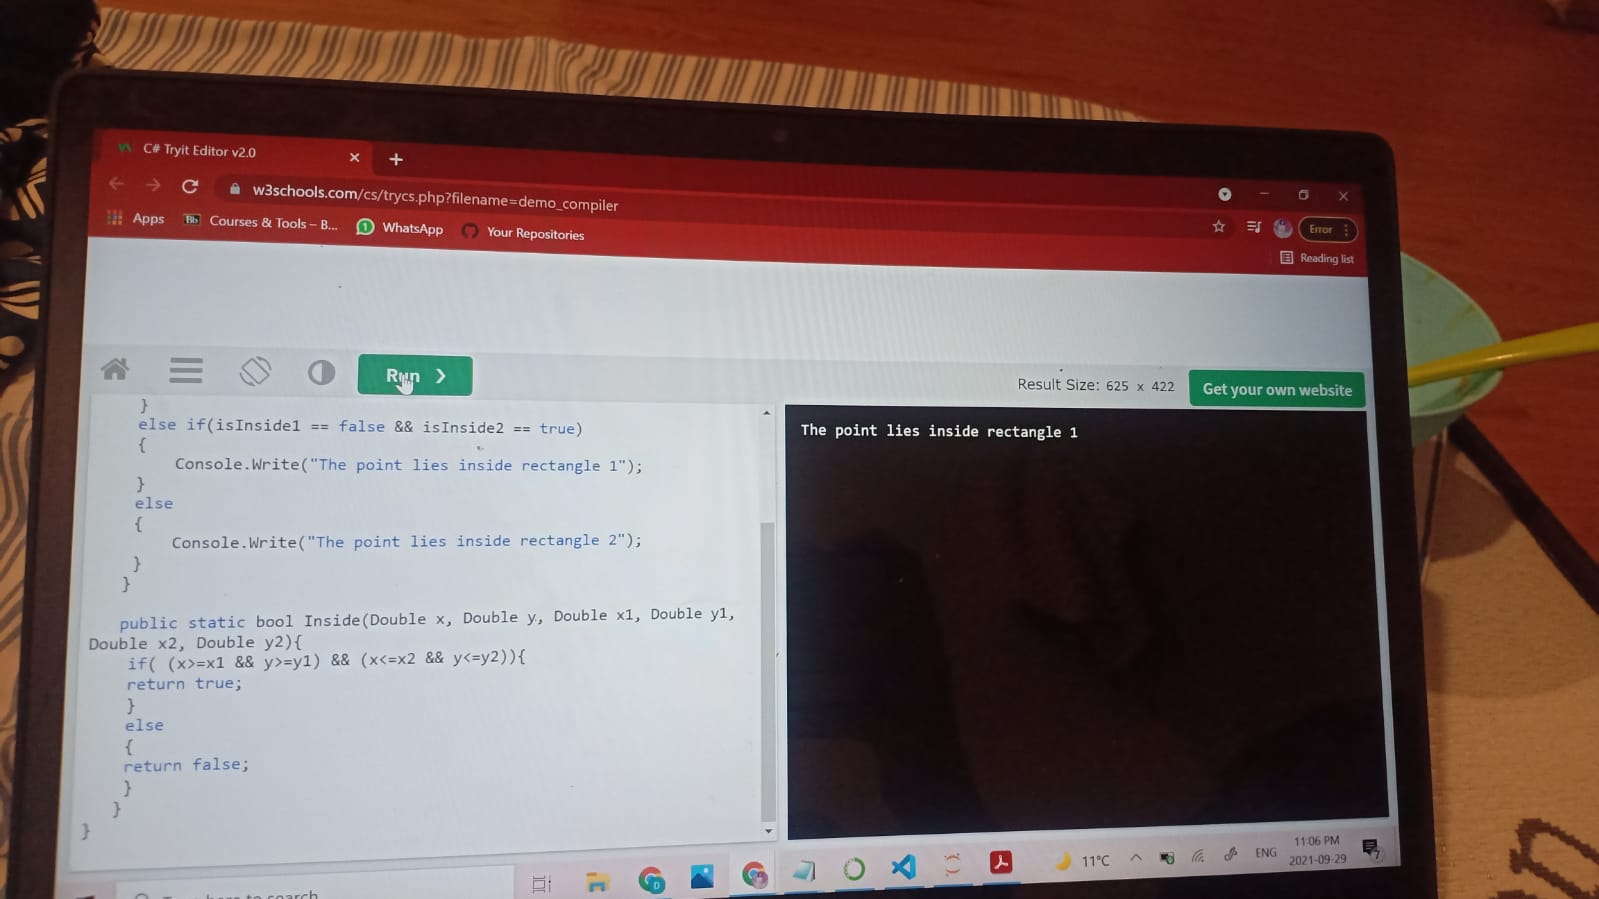 C# Tryit Editor v2.0
w3schools.com/cs/trycs.php?filename=demo_compiler
Apps Bb Courses & Tools – B... 1 WhatsApp Your Repositories
Error
Reading list
Run ❯
Result Size: 625 x 422
Get your own website
}
else if(isInside1 == false && isInside2 == true)
{
Console.Write("The point lies inside rectangle 1");
}
else
{
Console.Write("The point lies inside rectangle 2");
}
}
public static bool Inside(Double x, Double y, Double x1, Double y1,
Double x2, Double y2){
if( (x>=x1 && y>=y1) && (x<=x2 && y<=y2)){
return true;
}
else
{
return false;
}
}
}
The point lies inside rectangle 1
here to search
D
11°C
ENG
11:06 PM
2021-09-29
7